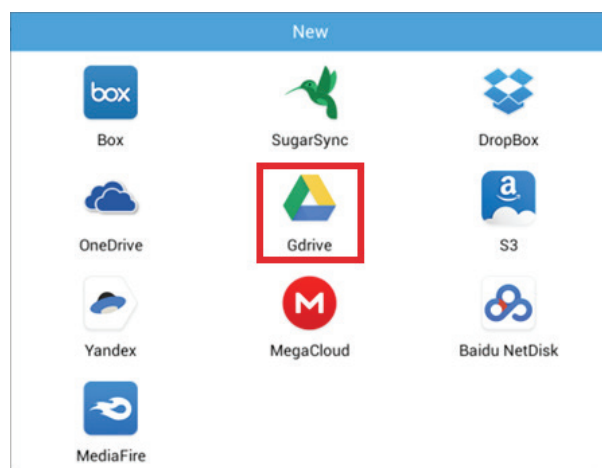 New
box
Box
SugarSync
DropBox
a
OneDrive
Gdrive
S3
M
Yandex
MegaCloud
Baidu NetDisk
MediaFire